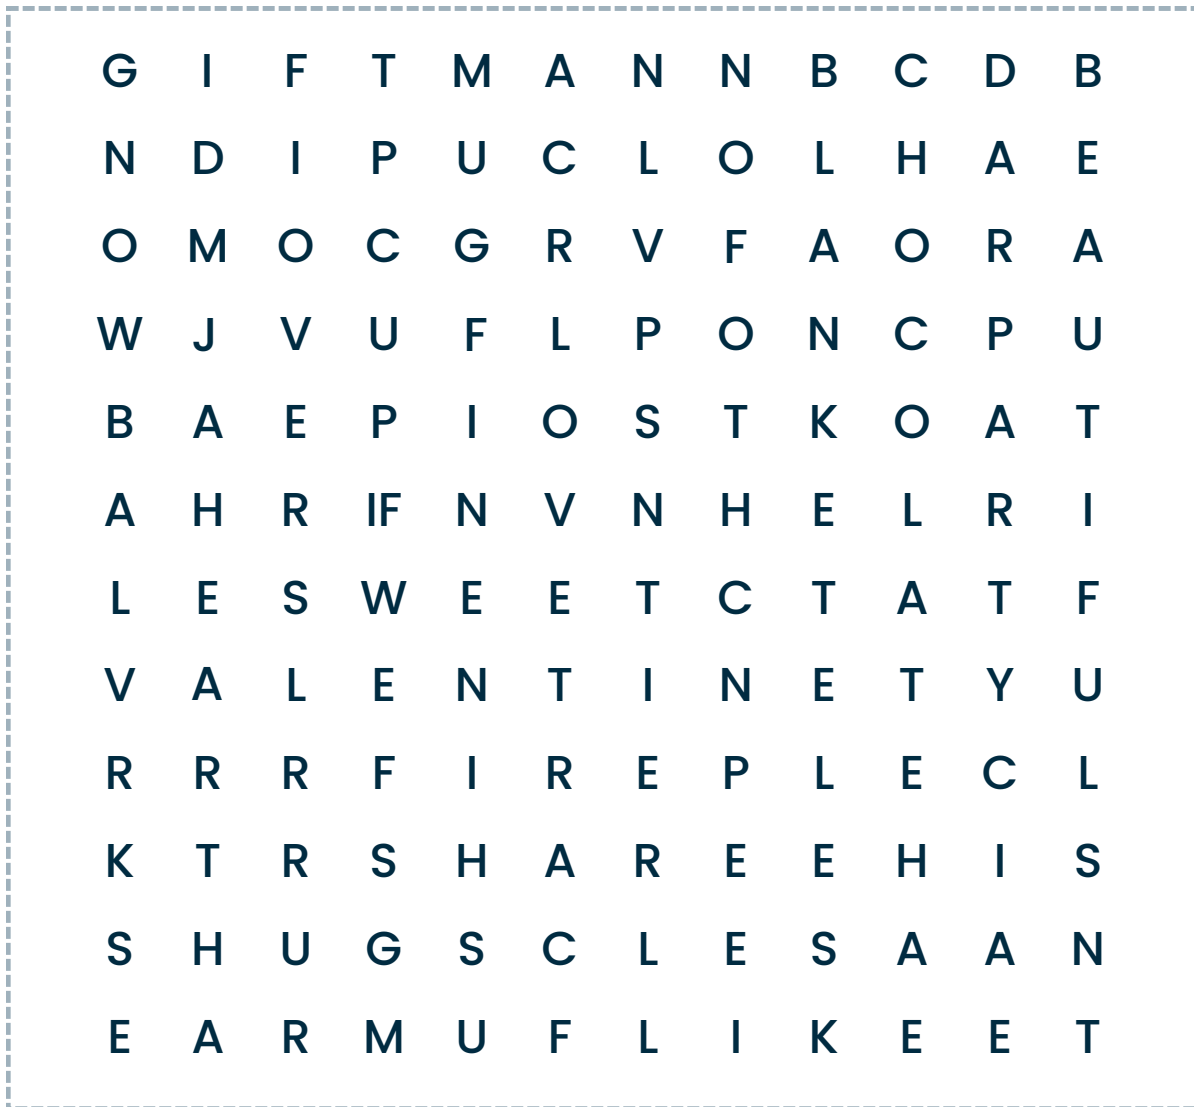 G I F T M A N N B C D B
N D I P U C L O L H A E
O M O C G R V F A O R A
W J V U F L P O N C P U
B A E P I O S T K O A T
A H R IF N V N H E L R I
L E S W E E T C T A T F
V A L E N T I N E T Y U
R R R F I R E P L E C L
K T R S H A R E E H I S
S H U G S C L E S A A N
E A R M U F L I K E E T